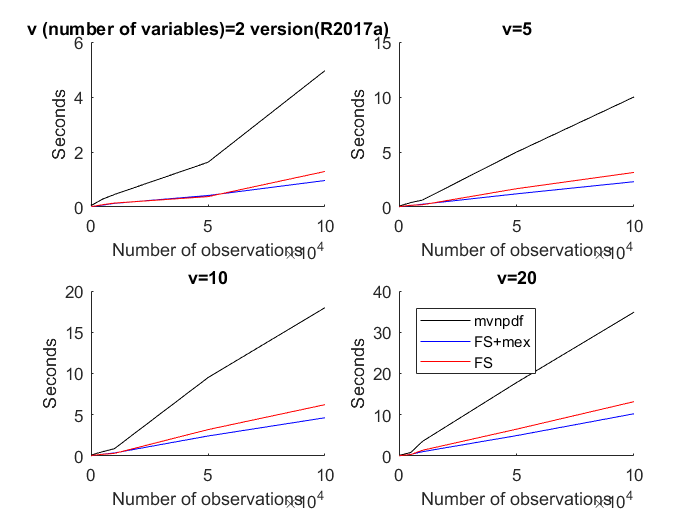 v (number of variables)=2 version(R2017a)
6
4
2
0
Seconds
0
5
10
Number of observations
×10^4
v=5
15
10
5
0
Seconds
0
5
10
Number of observations
×10^4
v=10
20
15
10
5
0
Seconds
0
5
10
Number of observations
×10^4
v=20
40
30
20
10
0
Seconds
mvnpdf
FS+mex
FS
0
5
10
Number of observations
×10^4